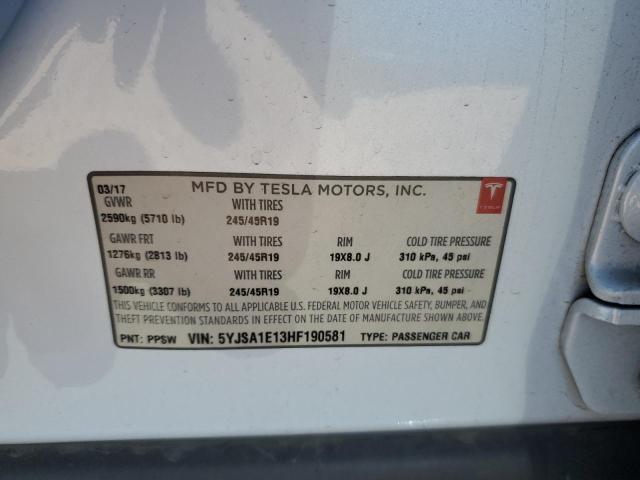 03/17 MFD BY TESLA MOTORS, INC.
GVWR WITH TIRES
2590kg (5710 lb) 245/45R19
TESLA
GAWR FRT WITH TIRES RIM COLD TIRE PRESSURE
1276kg (2813 lb) 245/45R19 19X8.0 J 310 kPa, 45 psi
GAWR RR WITH TIRES RIM COLD TIRE PRESSURE
1500kg (3307 lb) 245/45R19 19X8.0 J 310 kPa, 45 psi
THIS VEHICLE CONFORMS TO ALL APPLICABLE U.S. FEDERAL MOTOR VEHICLE SAFETY, BUMPER, AND
THEFT PREVENTION STANDARDS IN EFFECT ON THE DATE OF MANUFACTURE SHOWN ABOVE.
PNT: PPSW VIN: 5YJSA1E13HF190581 TYPE: PASSENGER CAR